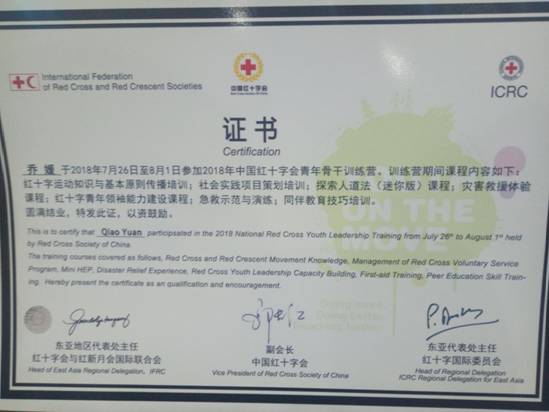 International Federation
of Red Cross and Red Crescent Societies
中国红十字会
Red Cross Society of China
ICRC
证书
Certification
乔 媛 于2018年7月26日至8月1日参加2018年中国红十字会青年骨干训练营。训练营期间课程内容如下:
红十字运动知识与基本原则传播培训;社会实践项目策划培训;探索人道法(迷你版)课程;灾害救援体验
课程;红十字青年领袖能力建设课程;急救示范与演练;同伴教育技巧培训。
圆满结业,特发此证,以资鼓励。
ON THE
MOVE
This is to certify that Qiao Yuan participsated in the 2018 National Red Cross Youth Leadership Training from July 26th to August 1st held
by Red Cross Society of China.
The training courses covered as follows, Red Cross and Red Crescent Movement Knowledge, Management of Red Cross Voluntary Service
Program, Mini HEP, Disaster Relief Experience, Red Cross Youth Leadership Capacity Building, First-aid Training, Peer Education Skill Train-
ing. Hereby present the certificate as an qualification and encouragement.
Doing more
Doing better
东亚地区代表处主任
红十字会与红新月会国际联合会
Head of East Asia Regional Delegation, IFRC
副会长
中国红十字会
Vice President of Red Cross Society of China
东亚代表处主任
红十字国际委员会
Head of Regional Delegation
ICRC Regional Delegation for East Asia